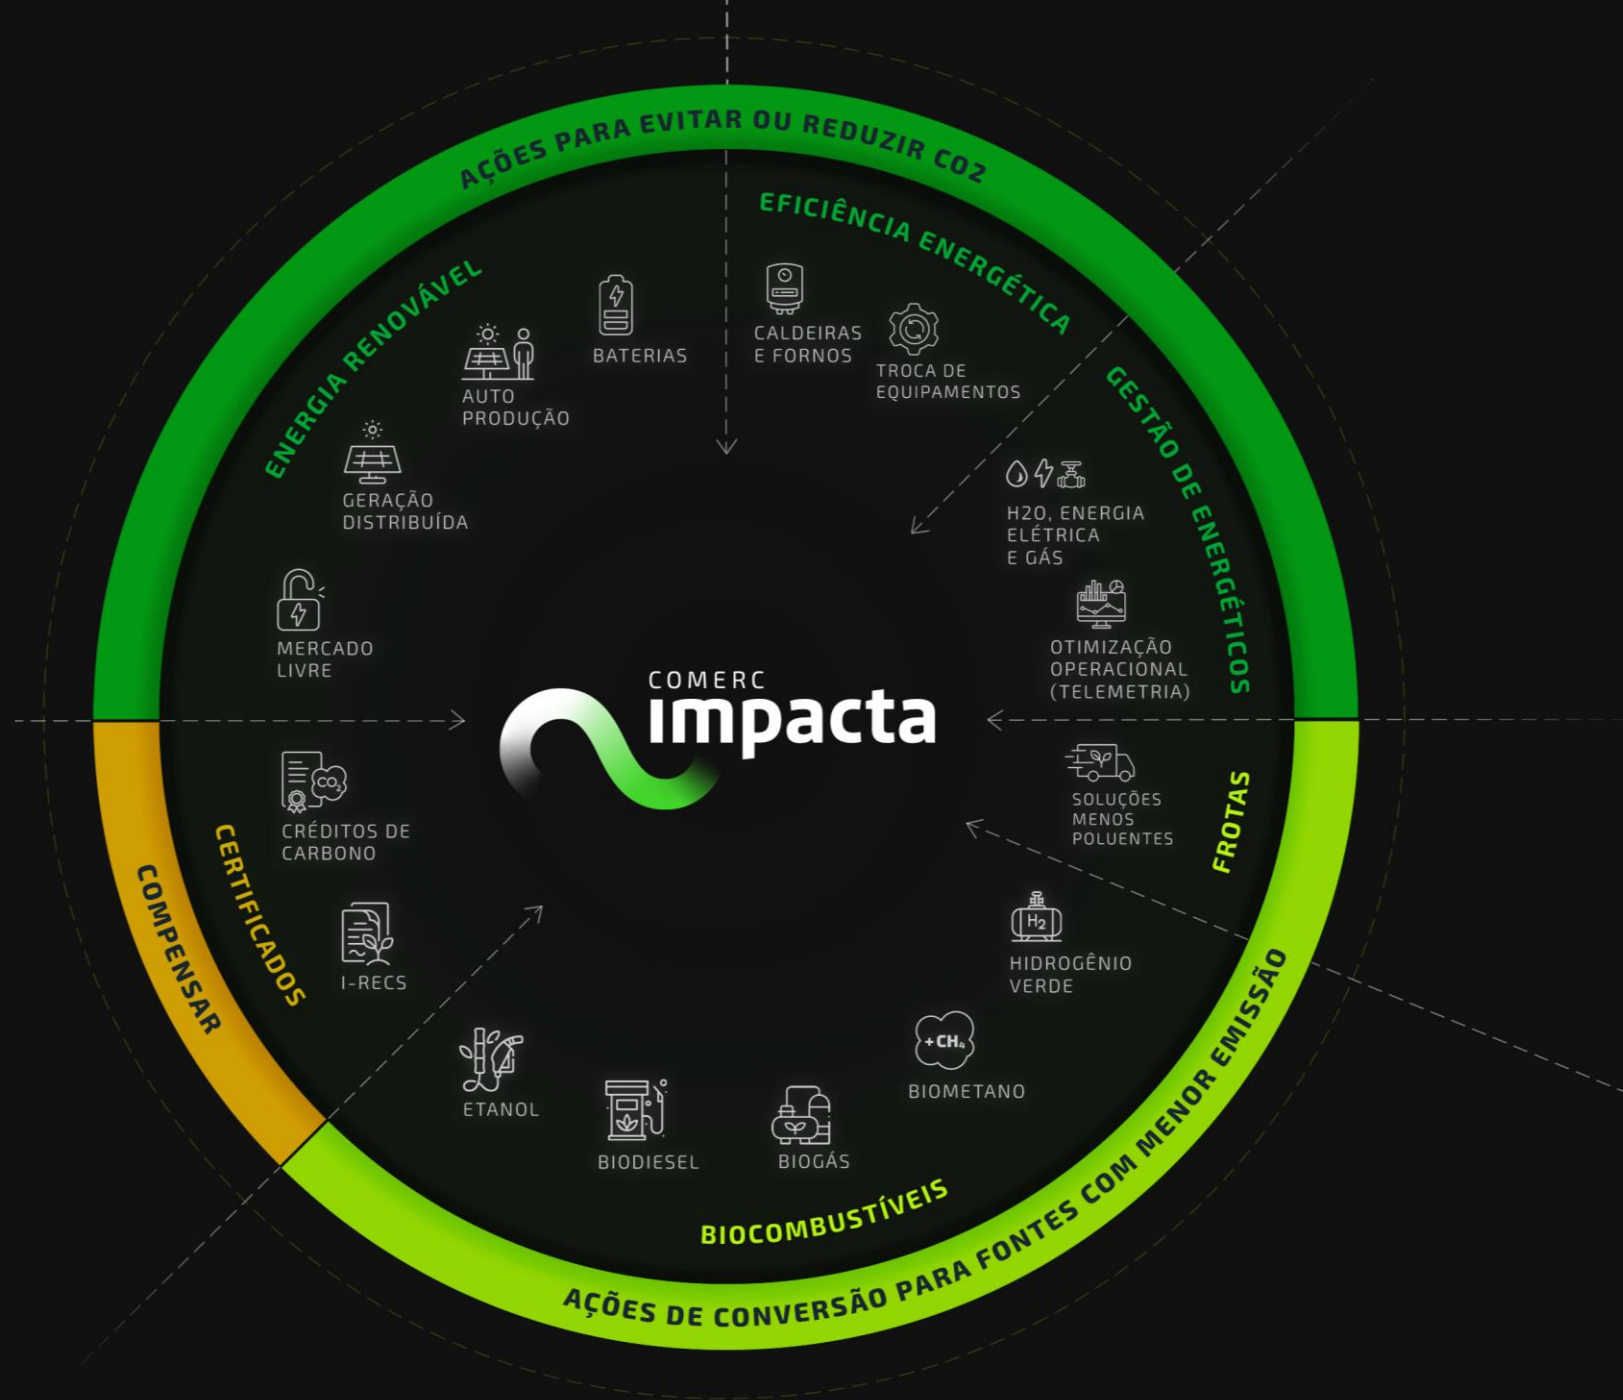 AÇÕES PARA EVITAR OU REDUZIR CO2
ENERGIA RENOVÁVEL
BATERIAS
AUTO
PRODUÇÃO
GERAÇÃO
DISTRIBUÍDA
MERCADO
LIVRE
EFICIÊNCIA ENERGÉTICA
CALDEIRAS
E FORNOS
TROCA DE
EQUIPAMENTOS
GESTÃO DE ENERGÉTICOS
H2O, ENERGIA
ELÉTRICA
E GÁS
OTIMIZAÇÃO
OPERACIONAL
(TELEMETRIA)
COMERC
impacta
FROTAS
SOLUÇÕES
MENOS
POLUENTES
AÇÕES DE CONVERSÃO PARA FONTES COM MENOR EMISSÃO
BIOCOMBUSTÍVEIS
H2
HIDROGÊNIO
VERDE
+CH₄
BIOMETANO
BIOGÁS
BIODIESEL
ETANOL
COMPENSAR
CERTIFICADOS
CO₂
CRÉDITOS DE
CARBONO
I-RECS